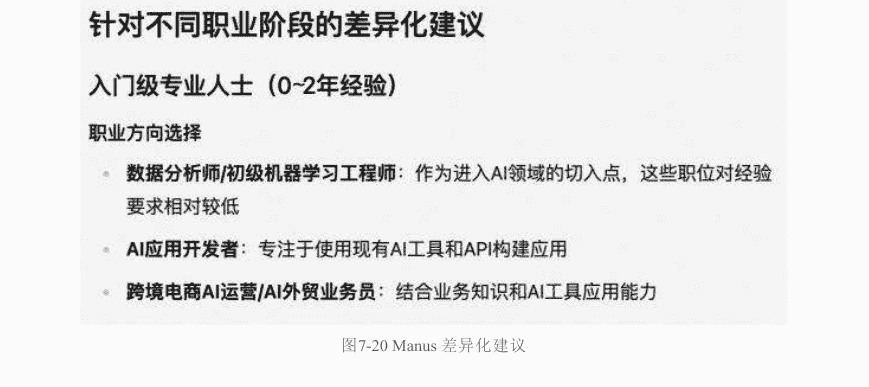 针对不同职业阶段的差异化建议
入门级专业人士（0~2年经验）
职业方向选择
• 数据分析师/初级机器学习工程师：作为进入AI领域的切入点，这些职位对经验
要求相对较低
• AI应用开发者：专注于使用现有AI工具和API构建应用
• 跨境电商AI运营/AI外贸业务员：结合业务知识和AI工具应用能力
图7-20 Manus 差异化建议